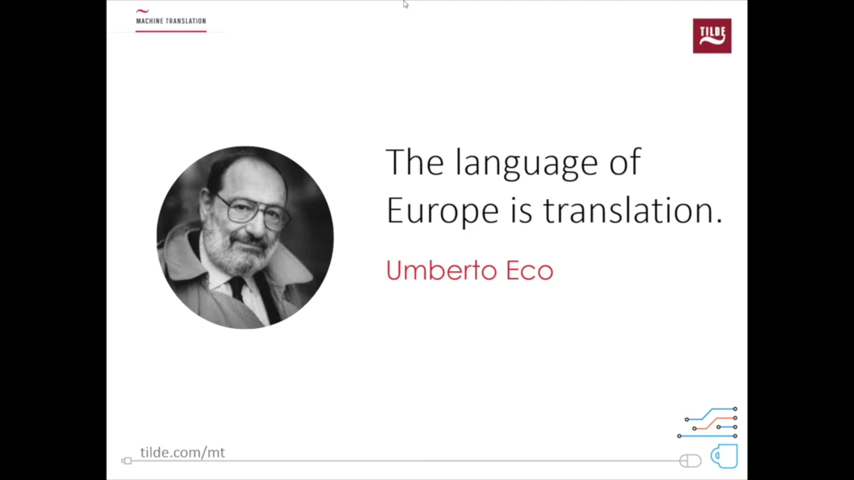 MACHINE TRANSLATION
TILDE
The language of
Europe is translation.
Umberto Eco
tilde.com/mt